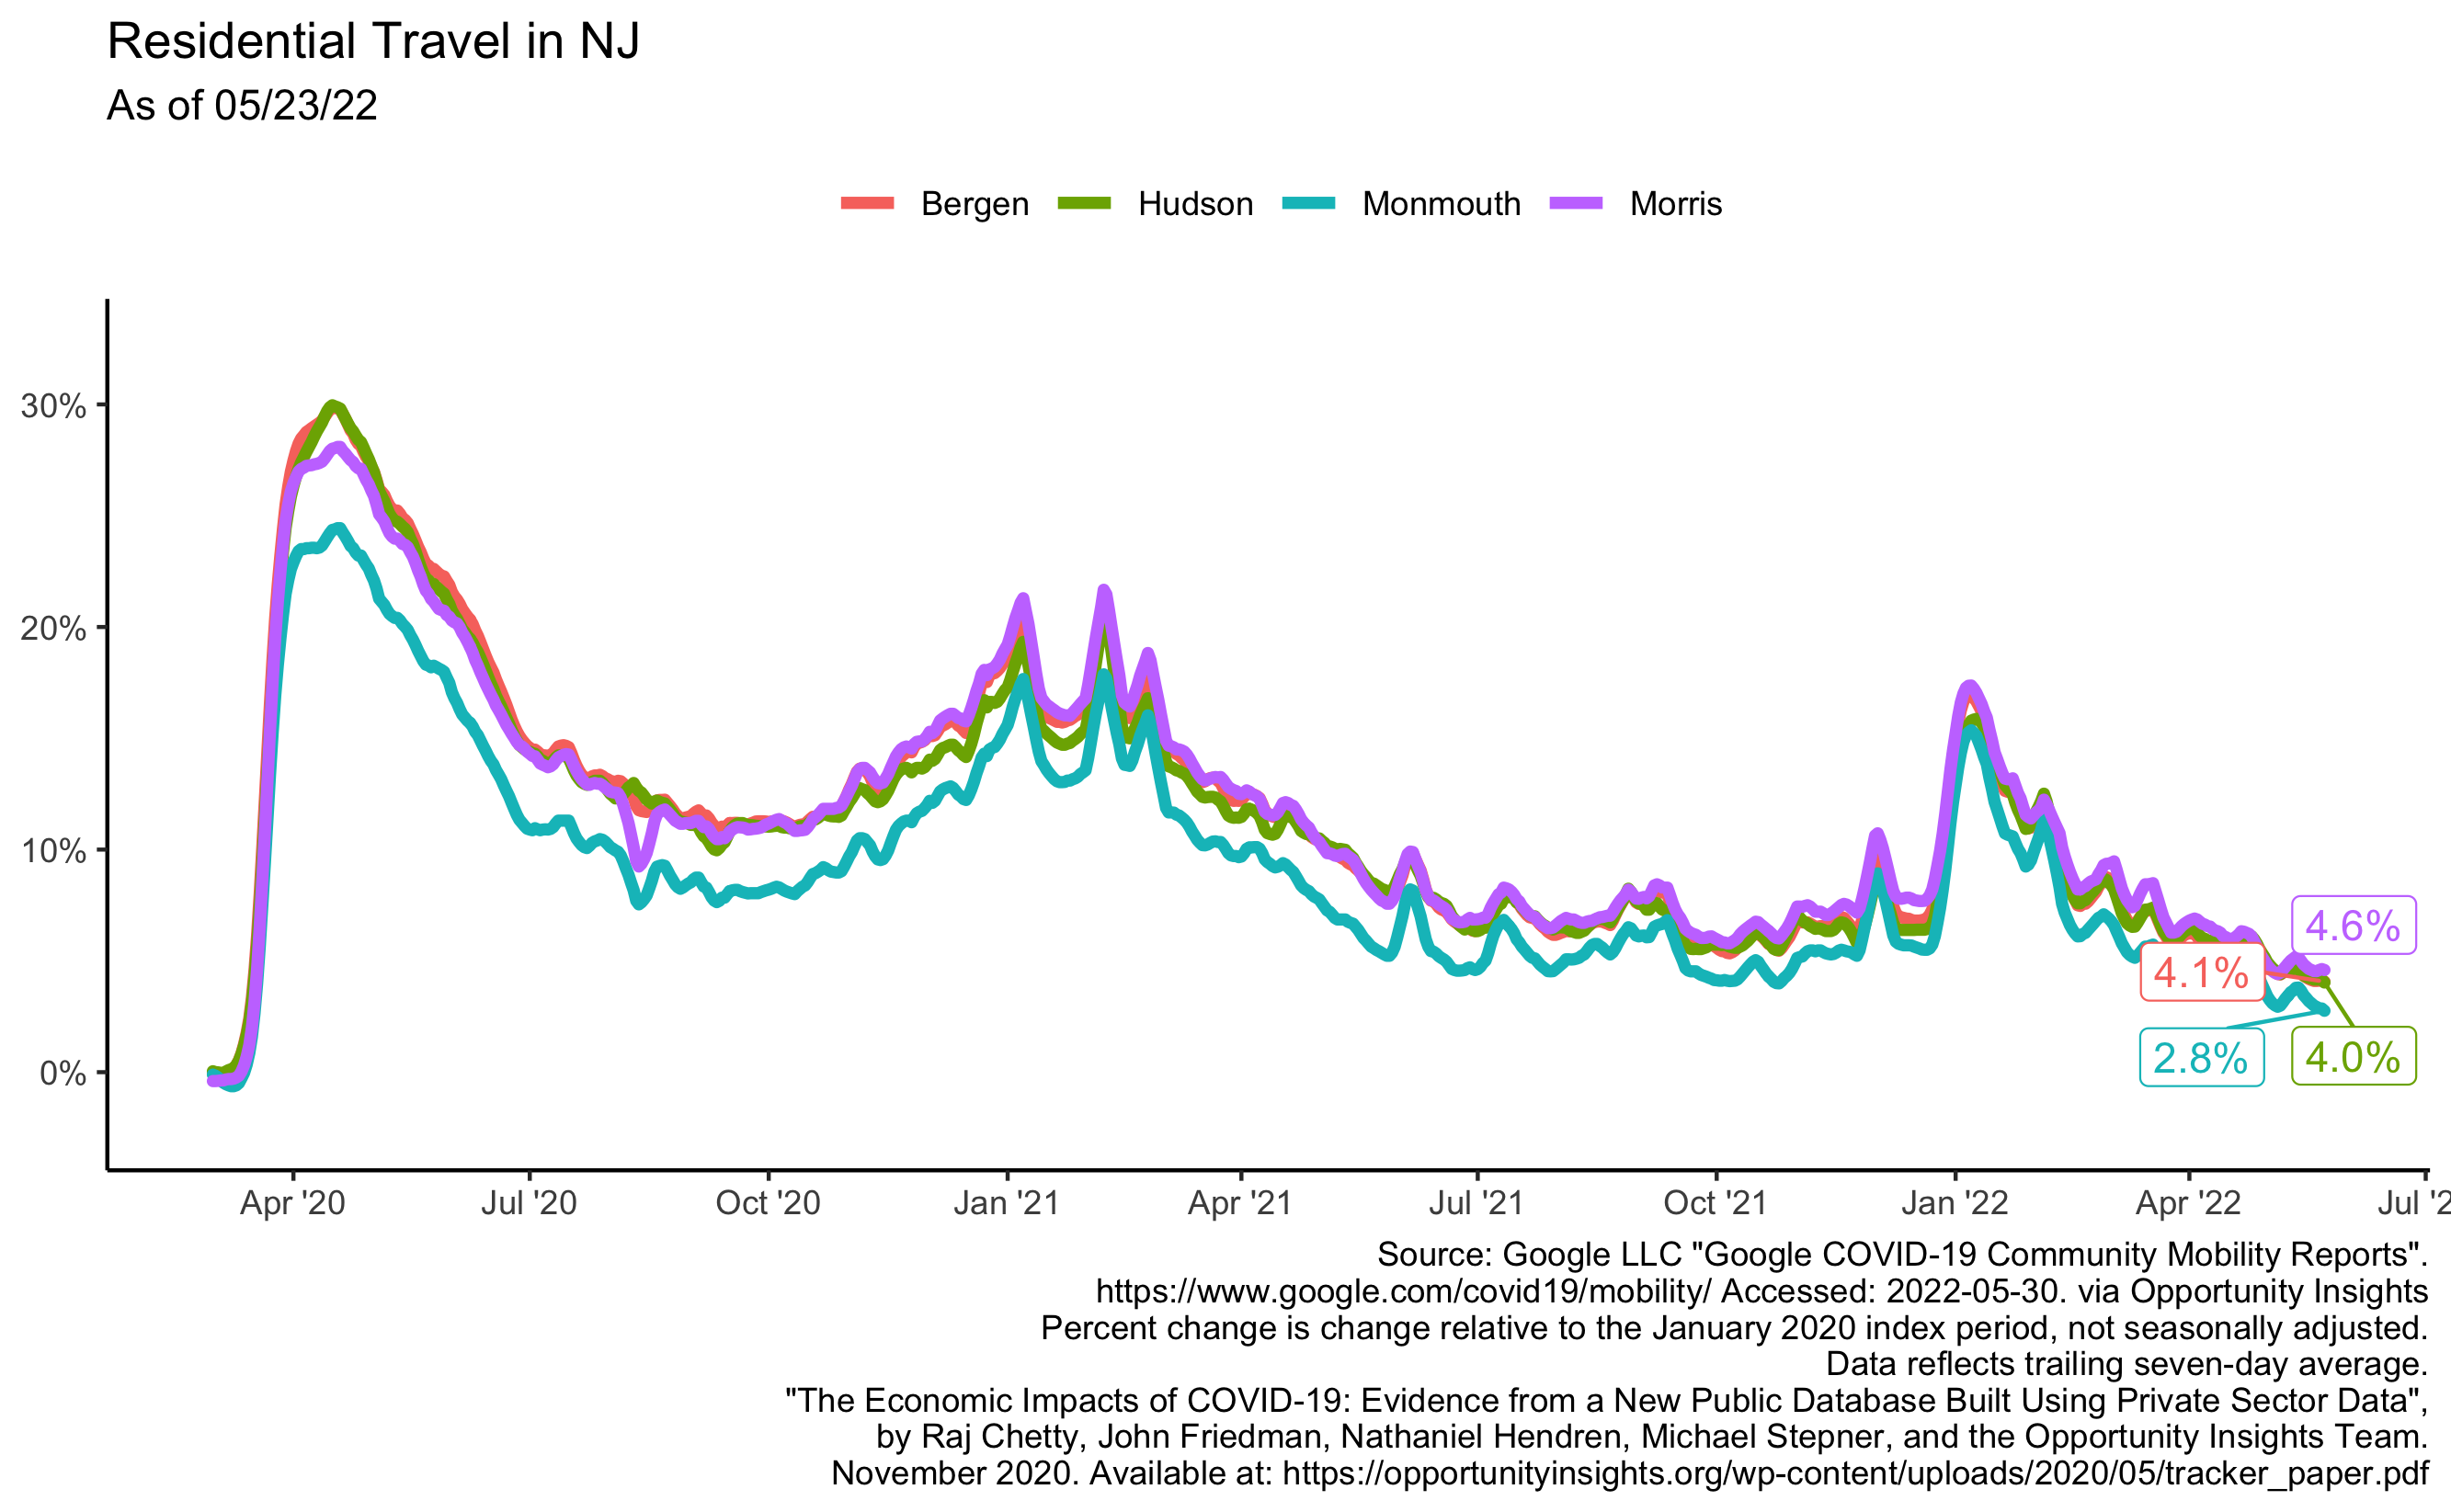 Residential Travel in NJ
As of 05/23/22
Bergen Hudson Monmouth Morris
30%
20%
10%
0%
4.6%
4.1%
2.8%
4.0%
Apr '20 Jul '20 Oct '20 Jan '21 Apr '21 Jul '21 Oct '21 Jan '22 Apr '22 Jul '2
Source: Google LLC "Google COVID-19 Community Mobility Reports".
https://www.google.com/covid19/mobility/ Accessed: 2022-05-30. via Opportunity Insights
Percent change is change relative to the January 2020 index period, not seasonally adjusted.
Data reflects trailing seven-day average.
"The Economic Impacts of COVID-19: Evidence from a New Public Database Built Using Private Sector Data",
by Raj Chetty, John Friedman, Nathaniel Hendren, Michael Stepner, and the Opportunity Insights Team.
November 2020. Available at: https://opportunityinsights.org/wp-content/uploads/2020/05/tracker_paper.pdf